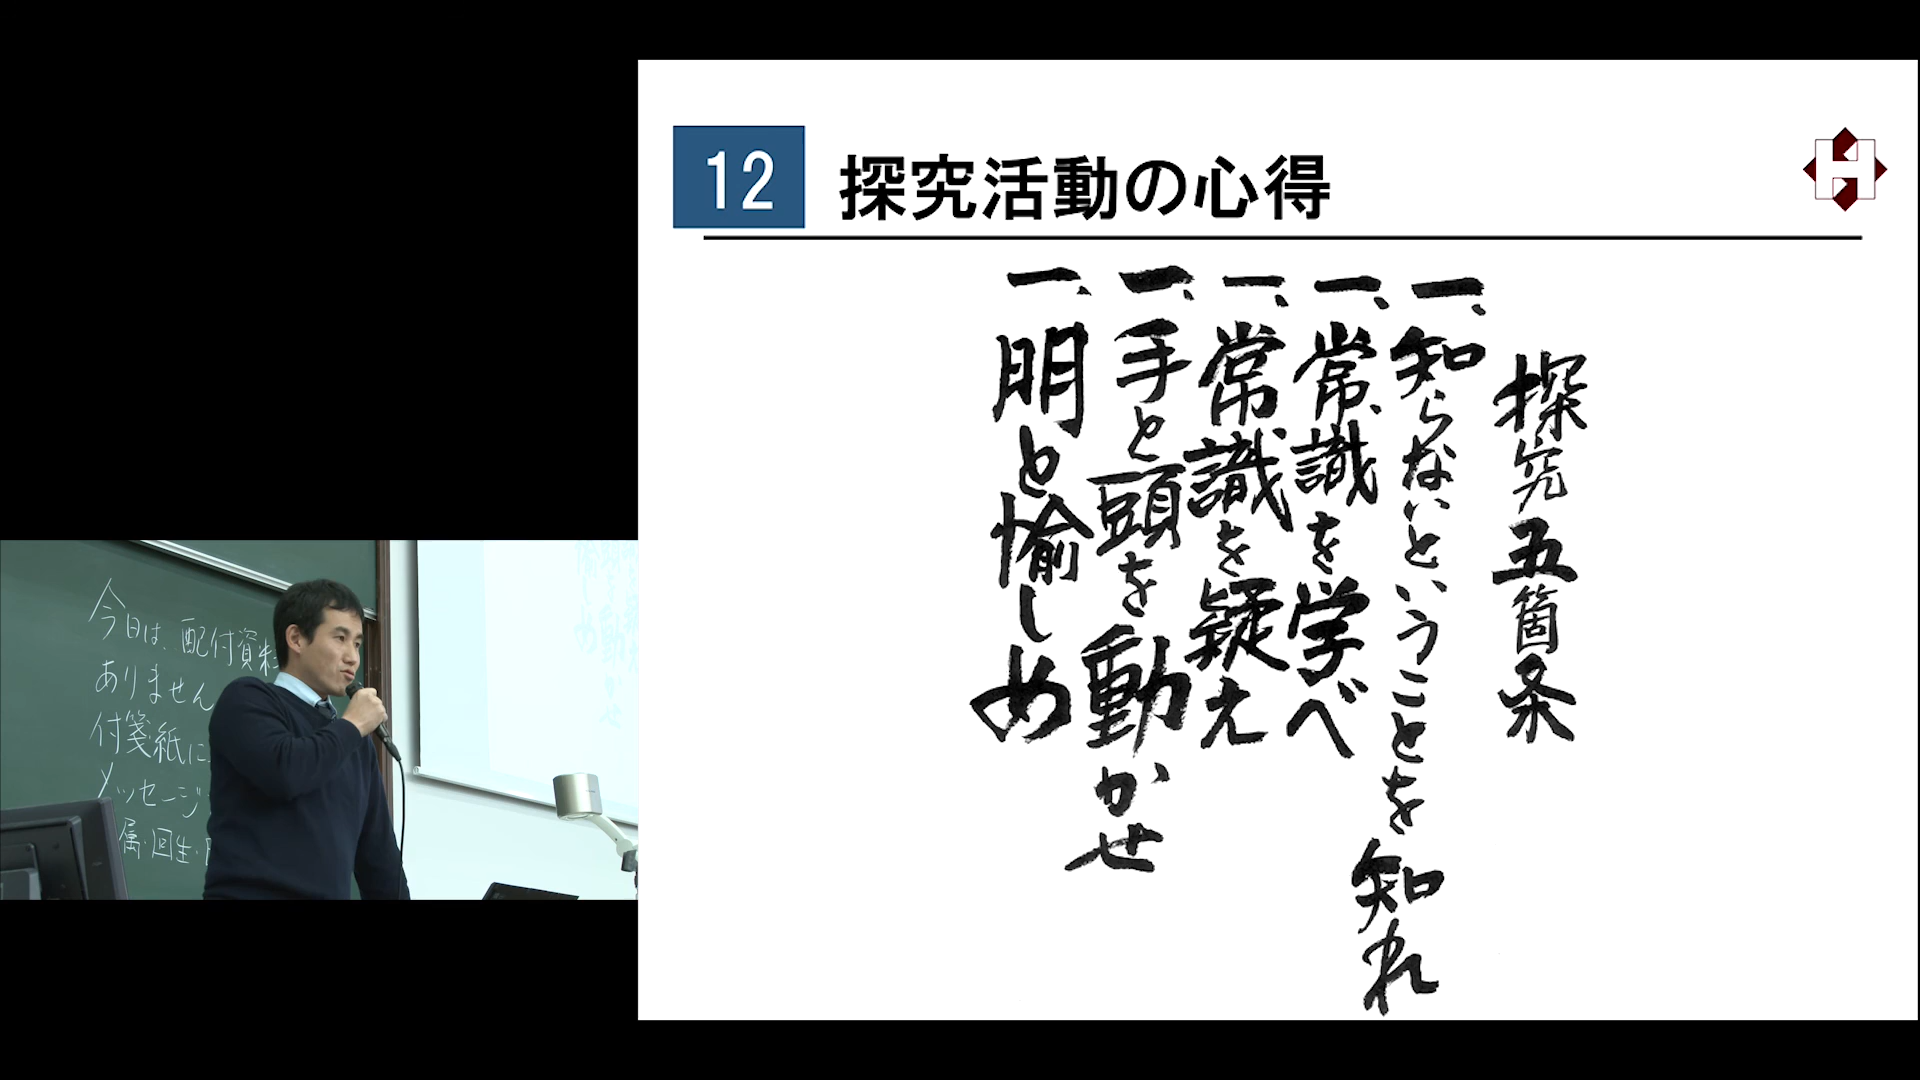 12
探究活動の心得
探究五箇条
一、知らないということを知れ
一、常識を学べ
一、常識を疑え
一、手と頭を動かせ
一、朋と愉しめ
今日は、配付資料
ありません
付箋紙に
メッセージ
属・回生・